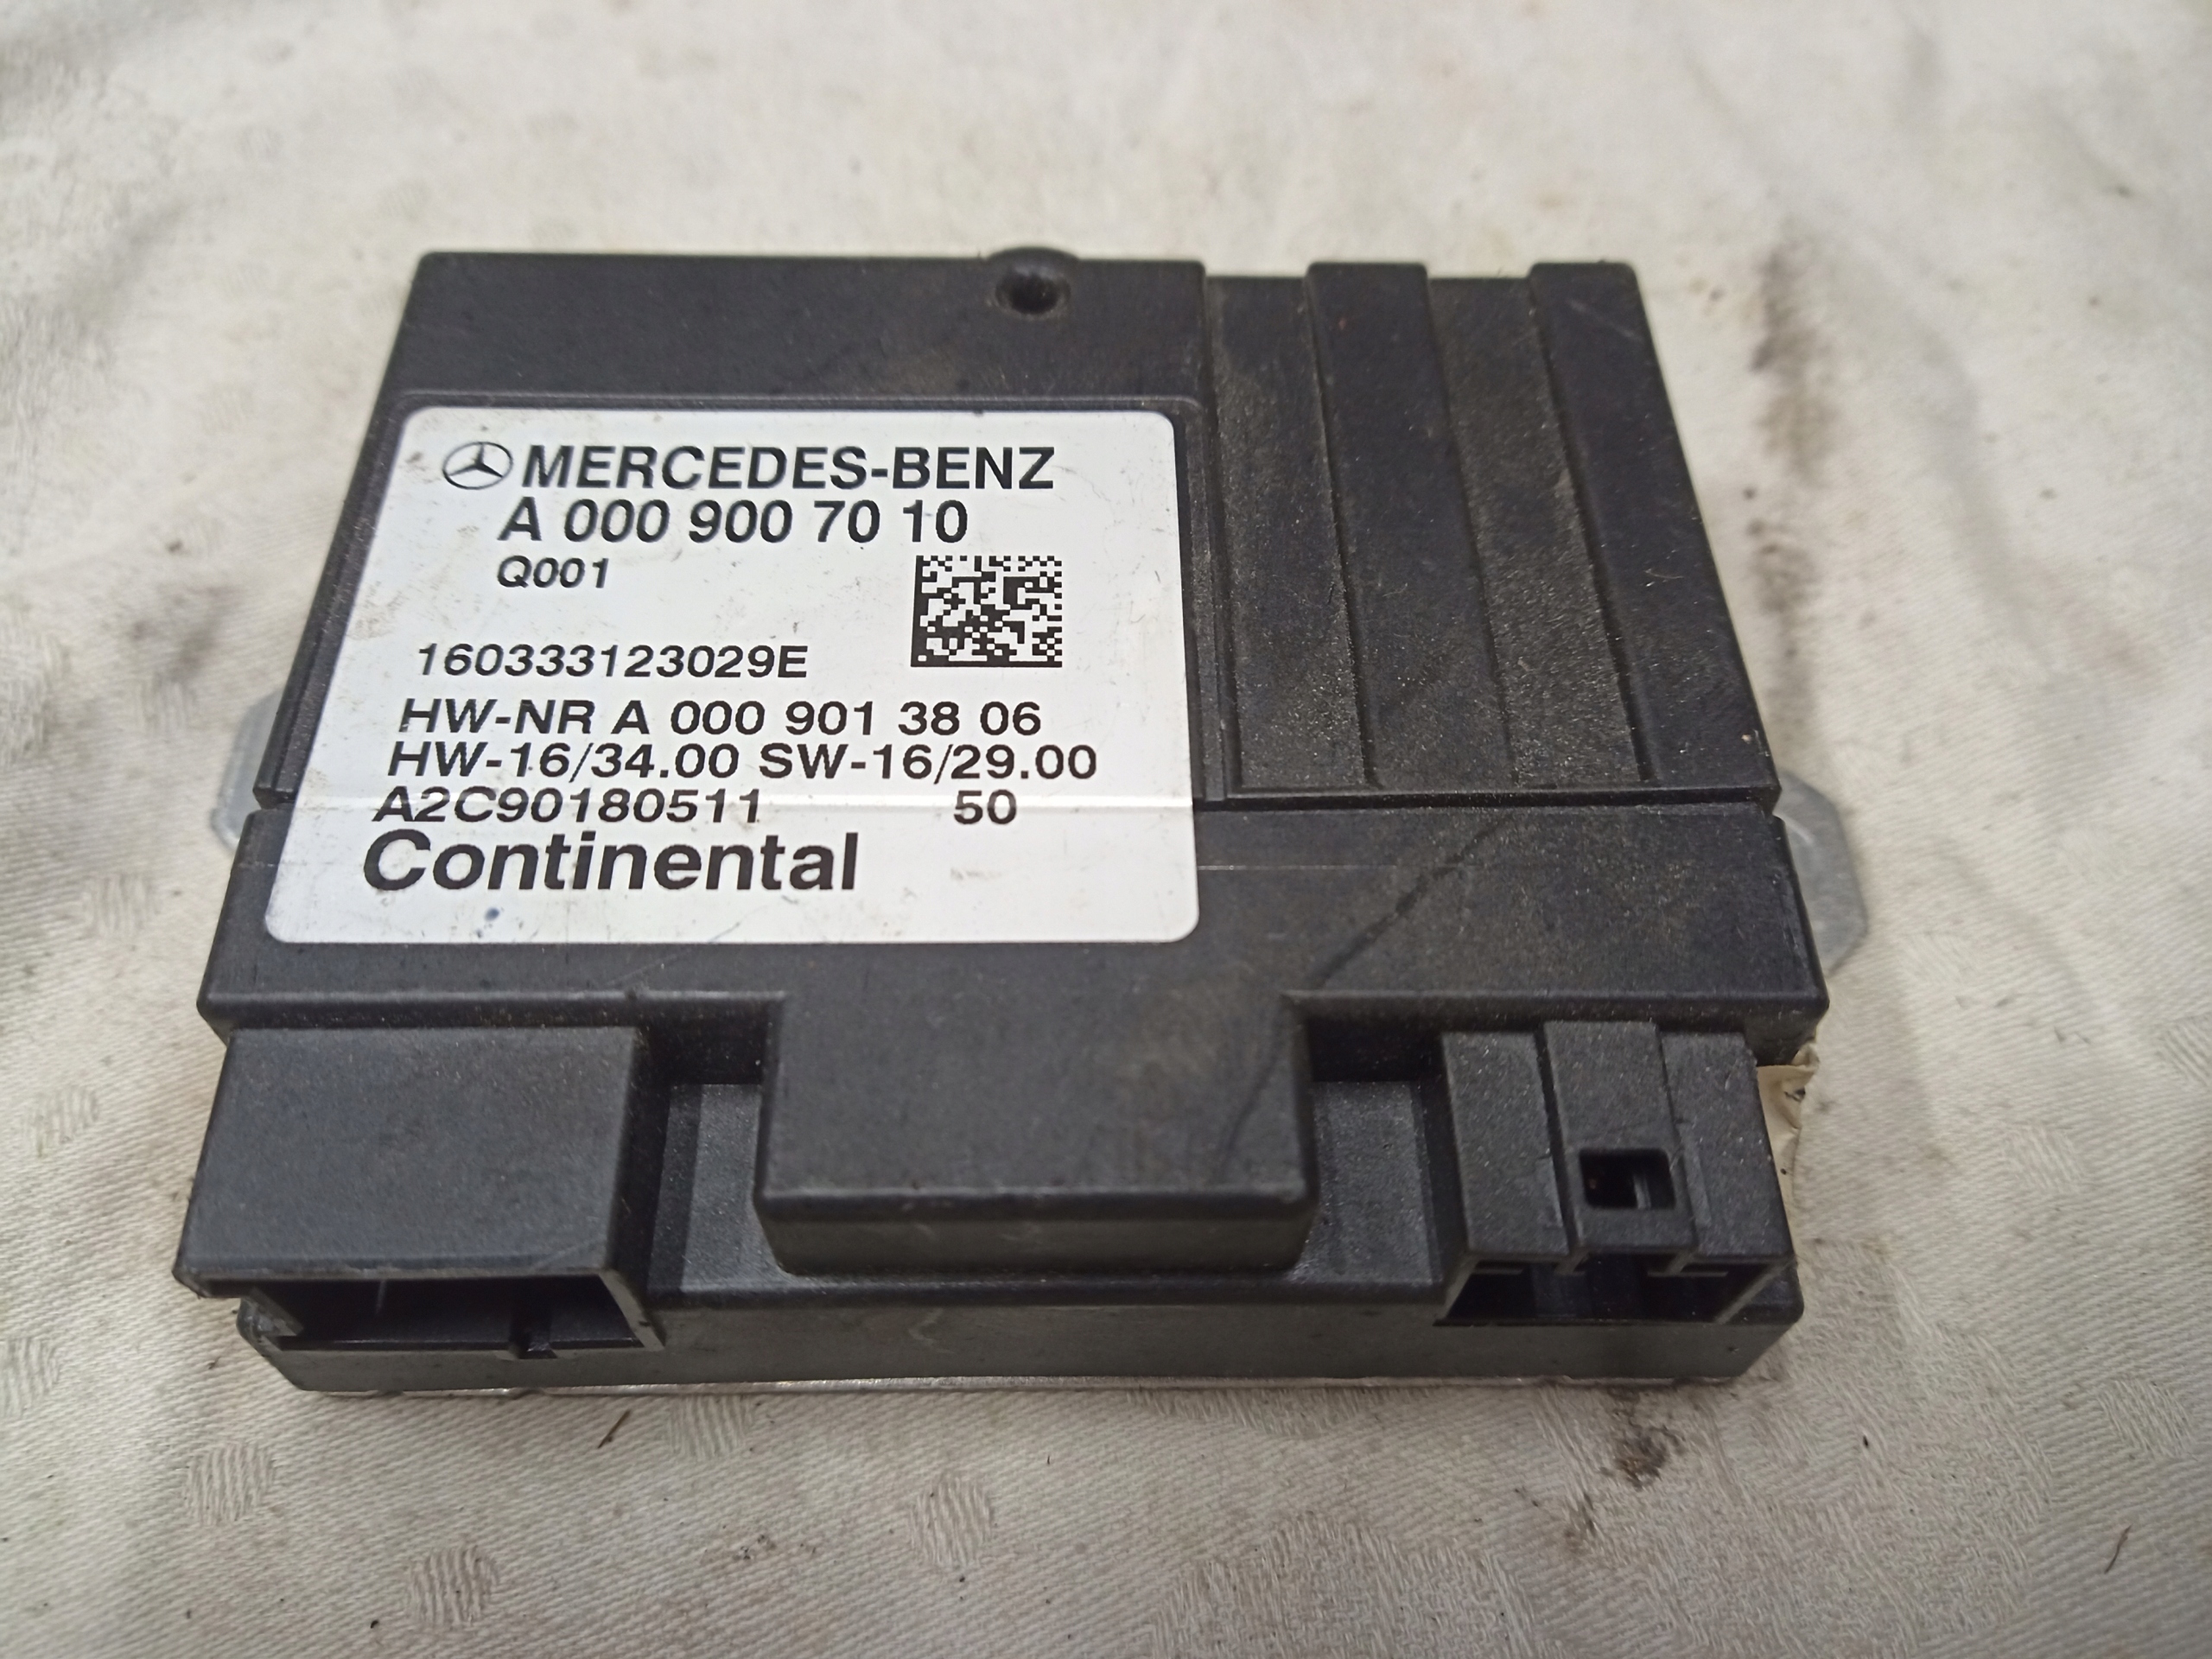 MERCEDES-BENZ
A 000 900 70 10
Q001
160333123029E
HW-NR A 000 901 38 06
HW-16/34.00 SW-16/29.00
A2C90180511 50
Continental